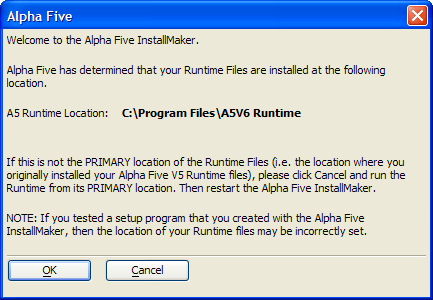 Alpha Five
Welcome to the Alpha Five InstallMaker.
Alpha Five has determined that your Runtime Files are installed at the following
location.
A5 Runtime Location: C:\Program Files\A5V6 Runtime
If this is not the PRIMARY location of the Runtime Files (i.e. the location where you
originally installed your Alpha Five V5 Runtime files), please click Cancel and run the
Runtime from its PRIMARY location. Then restart the Alpha Five InstallMaker.
NOTE: If you tested a setup program that you created with the Alpha Five
InstallMaker, then the location of your Runtime files may be incorrectly set.
OK Cancel